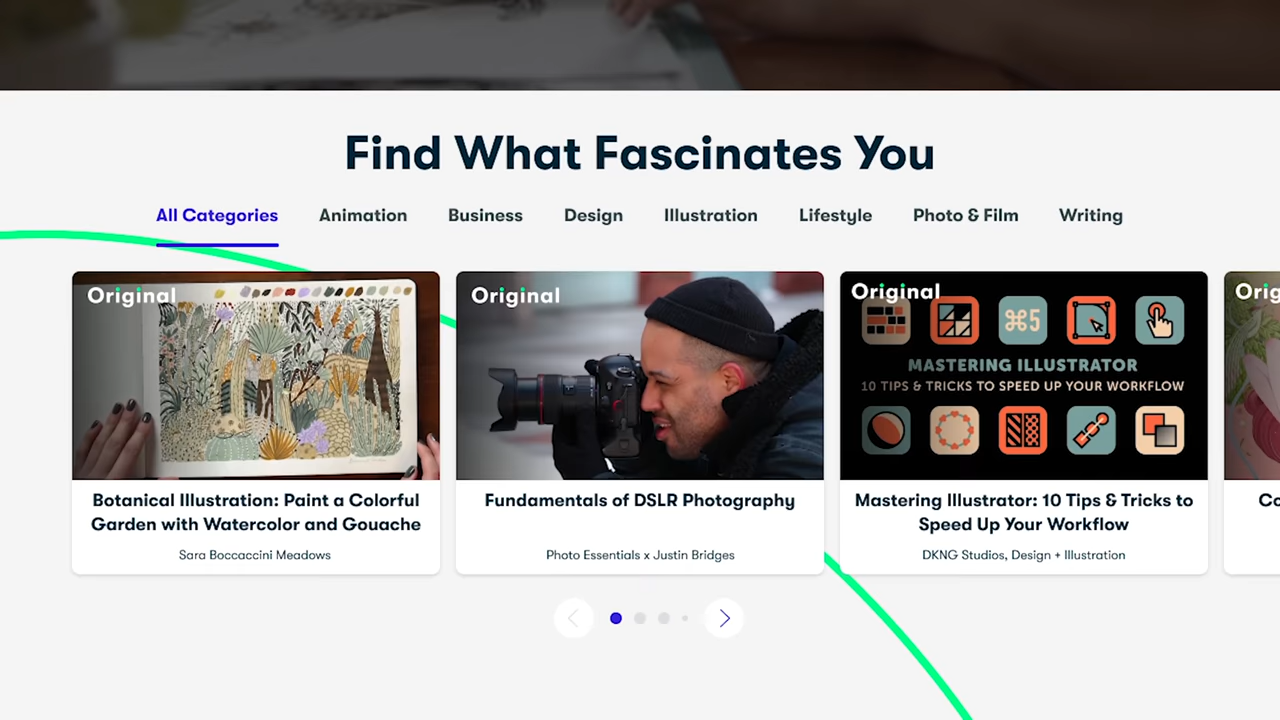 Find What Fascinates You
All Categories
Animation
Business
Design
Illustration
Lifestyle
Photo & Film
Writing
Original
Botanical Illustration: Paint a Colorful
Garden with Watercolor and Gouache
Sara Boccaccini Meadows
Original
Fundamentals of DSLR Photography
Photo Essentials x Justin Bridges
Original
⌘5
MASTERING ILLUSTRATOR
10 TIPS & TRICKS TO SPEED UP YOUR WORKFLOW
Mastering Illustrator: 10 Tips & Tricks to
Speed Up Your Workflow
DKNG Studios, Design + Illustration